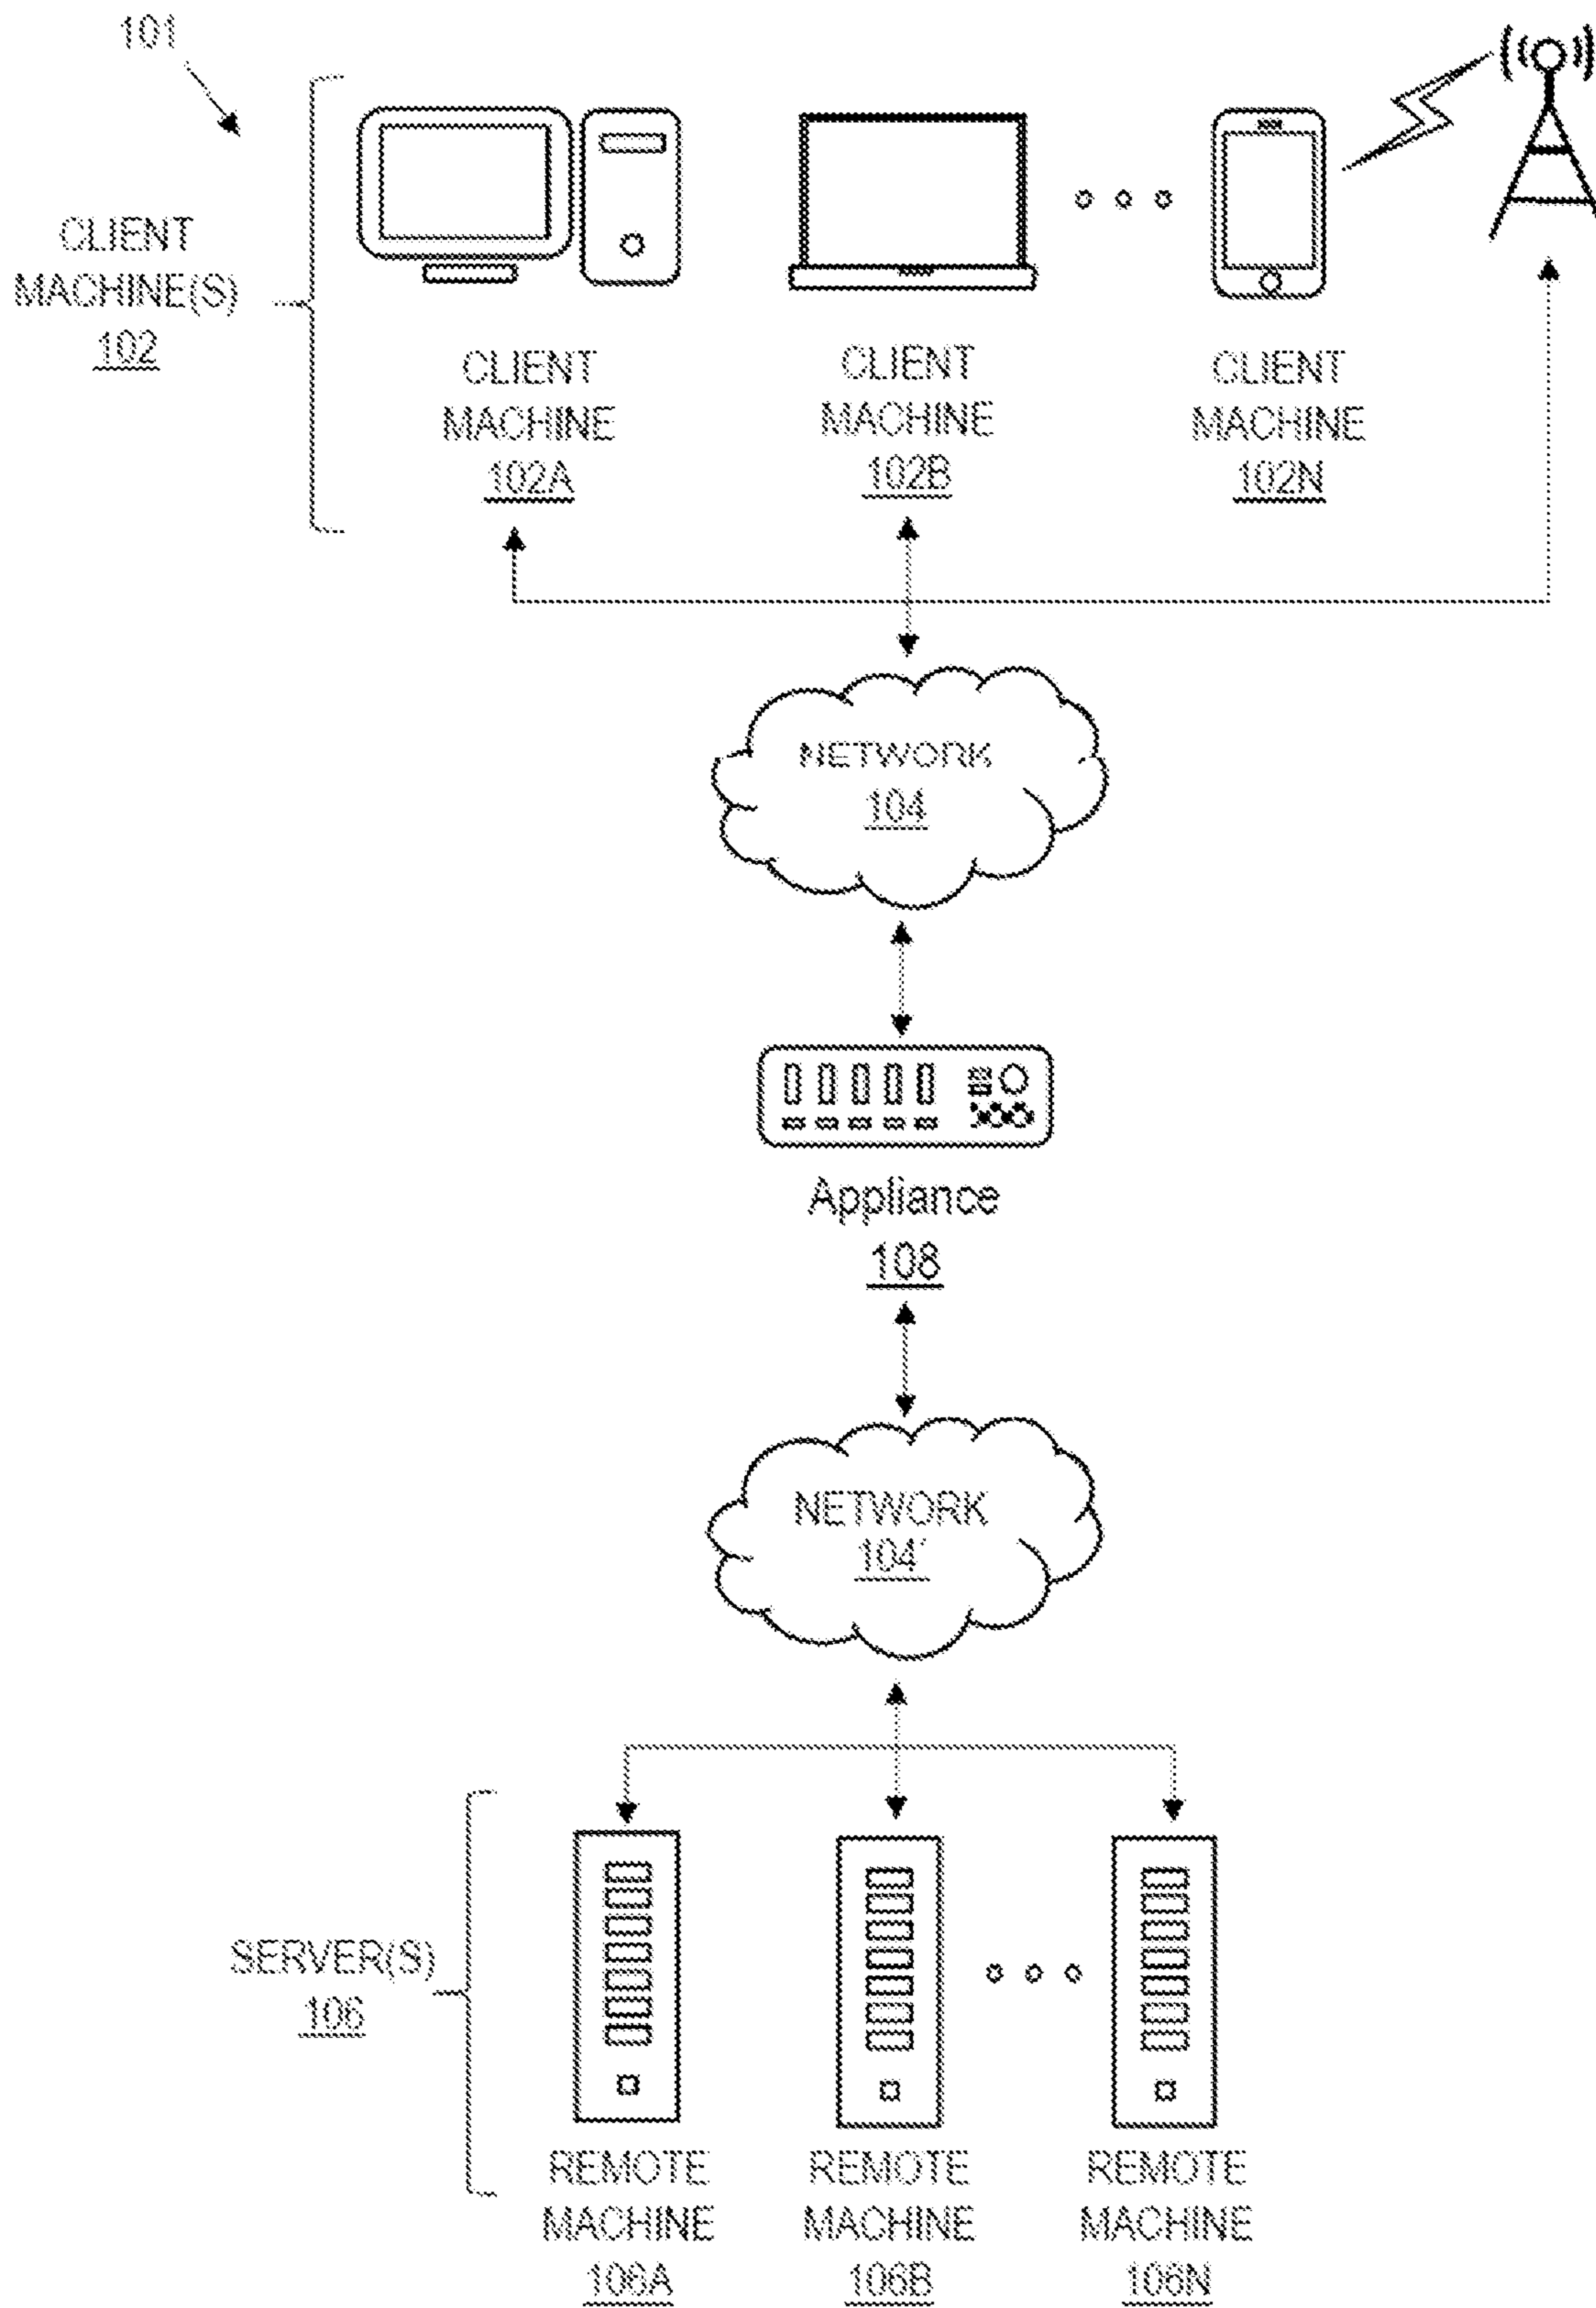 101
CLIENT
MACHINE(S)
102
CLIENT
MACHINE
102A
CLIENT
MACHINE
102B
CLIENT
MACHINE
102N
NETWORK
104
Appliance
108
NETWORK
104'
SERVER(S)
106
REMOTE
MACHINE
106A
REMOTE
MACHINE
106B
REMOTE
MACHINE
106N